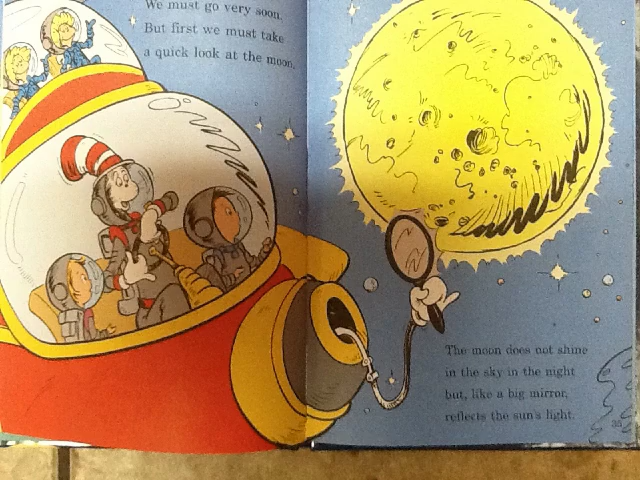 We must go very soon.
But first we must take
a quick look at the moon.
The moon does not shine
in the sky in the night
but, like a big mirror,
reflects the sun's light.
35